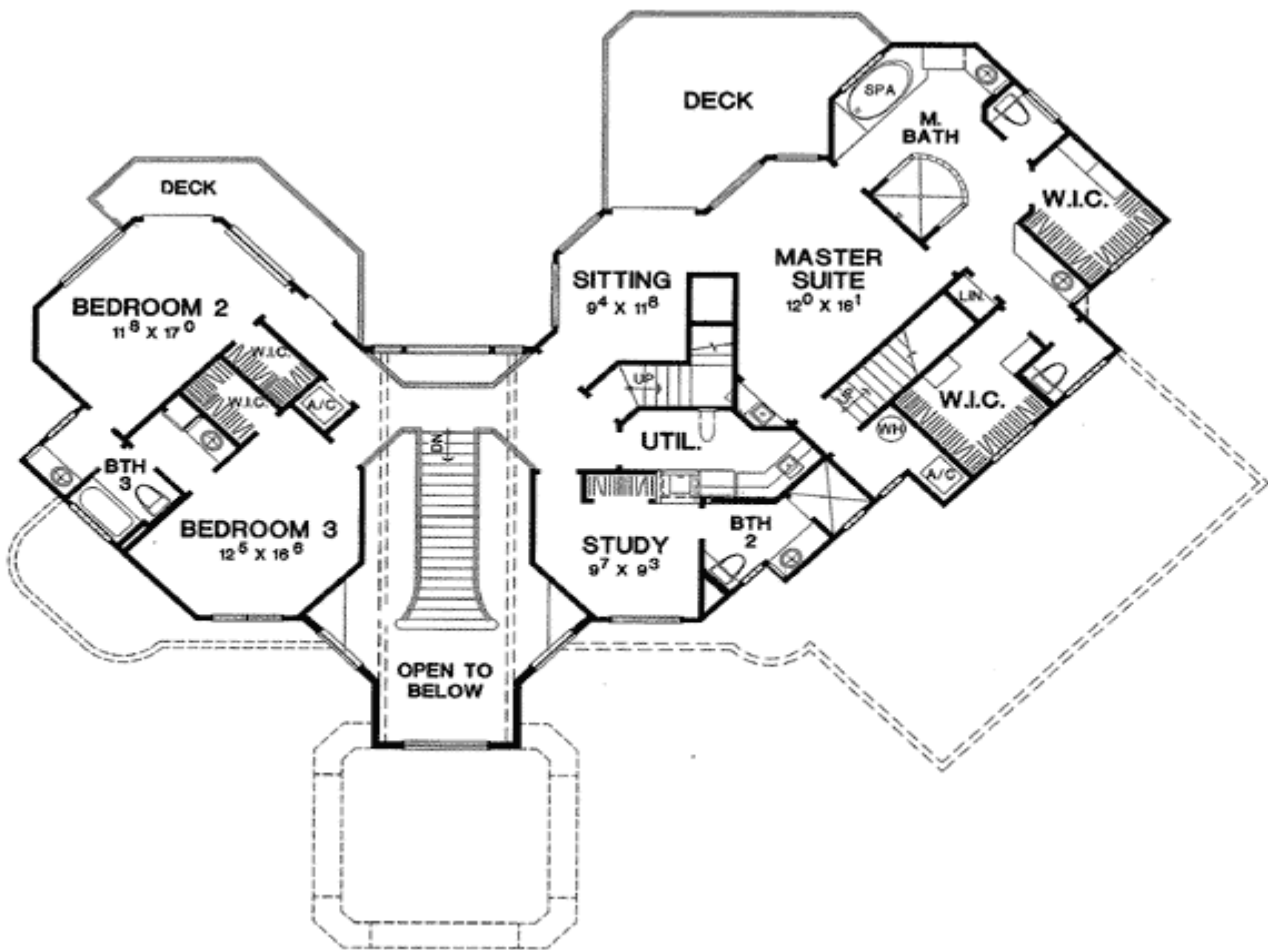 SPA
DECK
M.
BATH
DECK
W.I.C.
SITTING
9⁴ X 11⁸
MASTER
SUITE
12⁰ X 16¹
LIN.
BEDROOM 2
11⁸ X 17⁰
W.I.C.
UP
W.I.C.
A/C
UP
W.I.C.
WH
DN
UTIL.
BTH
3
A/C
BEDROOM 3
12⁵ X 16⁶
STUDY
9⁷ X 9³
BTH
2
OPEN TO
BELOW